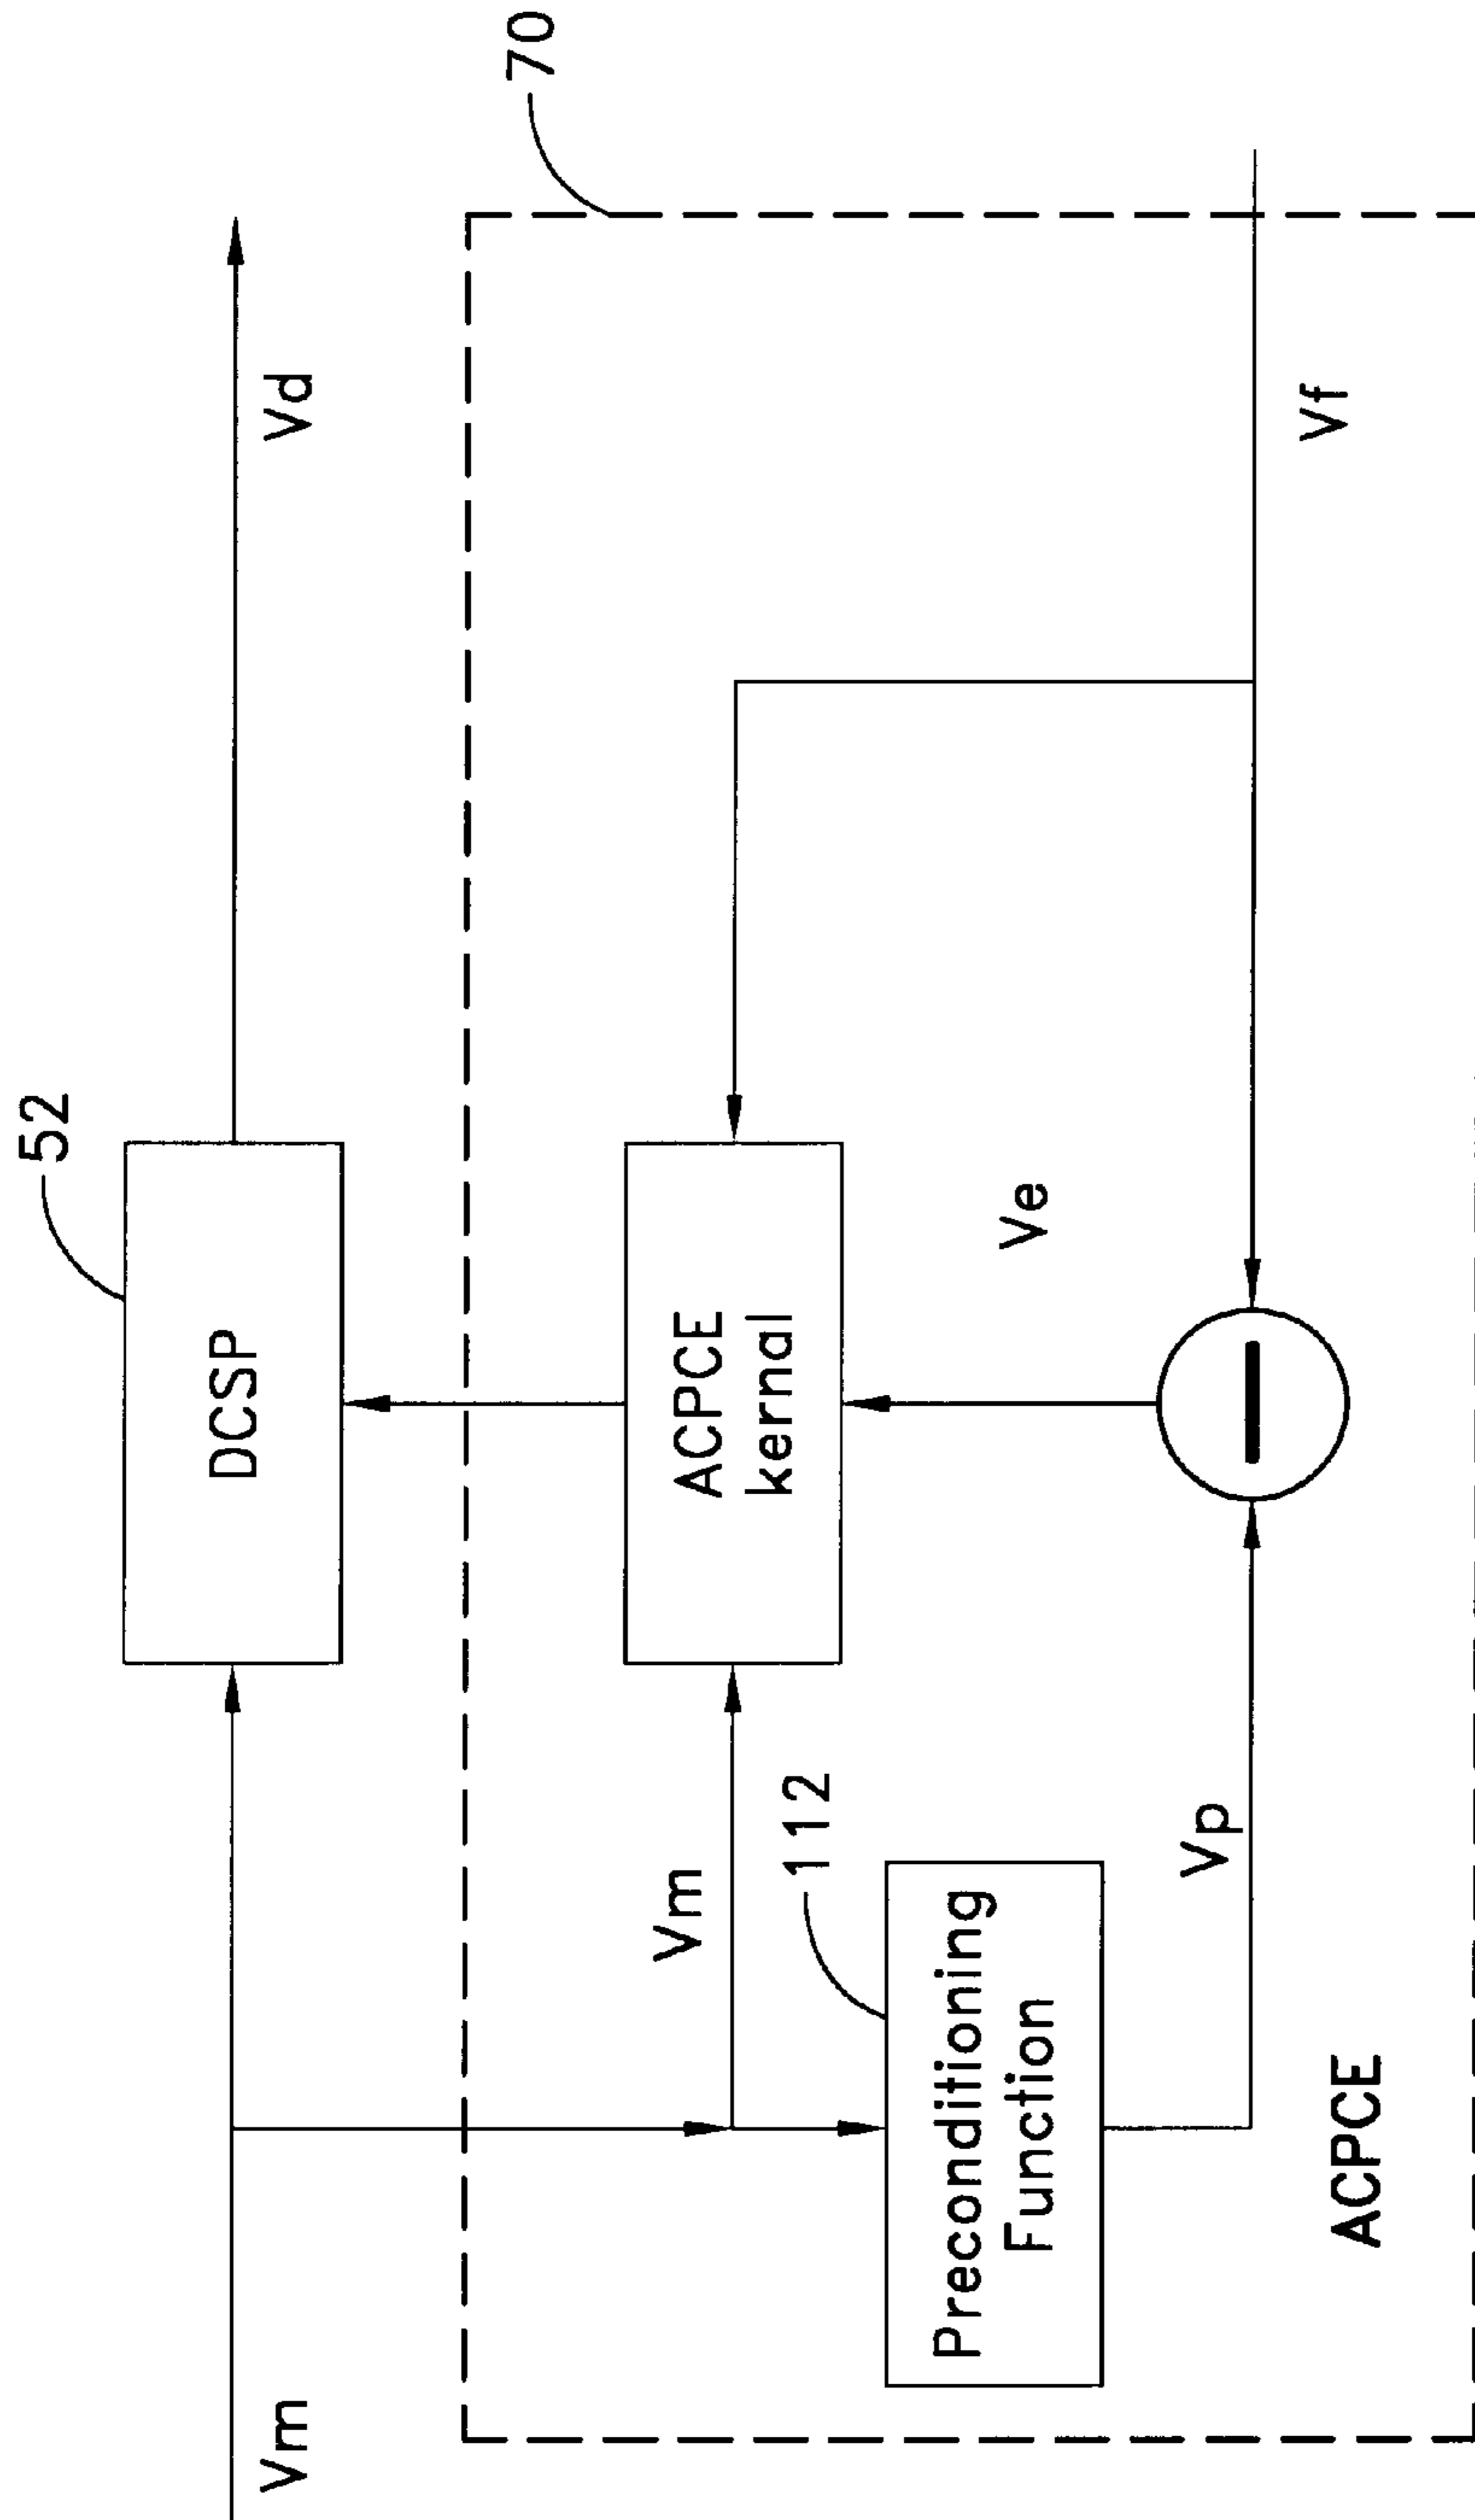 52
DCSP
Vm
Vd
70
Vm
ACPCE
kernal
112
Preconditioning
Function
Ve
Vp
Vf
ACPCE